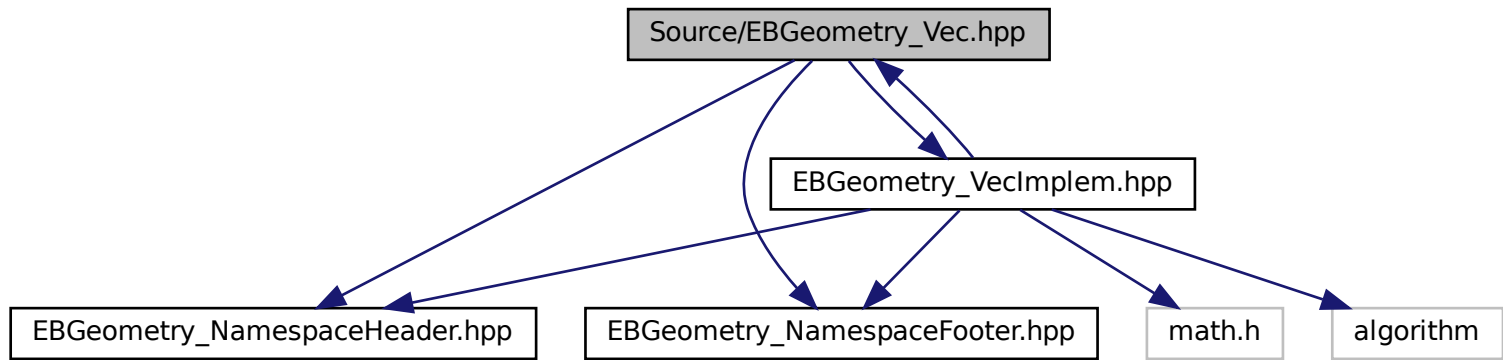 Source/EBGeometry_Vec.hpp
EBGeometry_VecImplem.hpp
EBGeometry_NamespaceHeader.hpp
EBGeometry_NamespaceFooter.hpp
math.h
algorithm